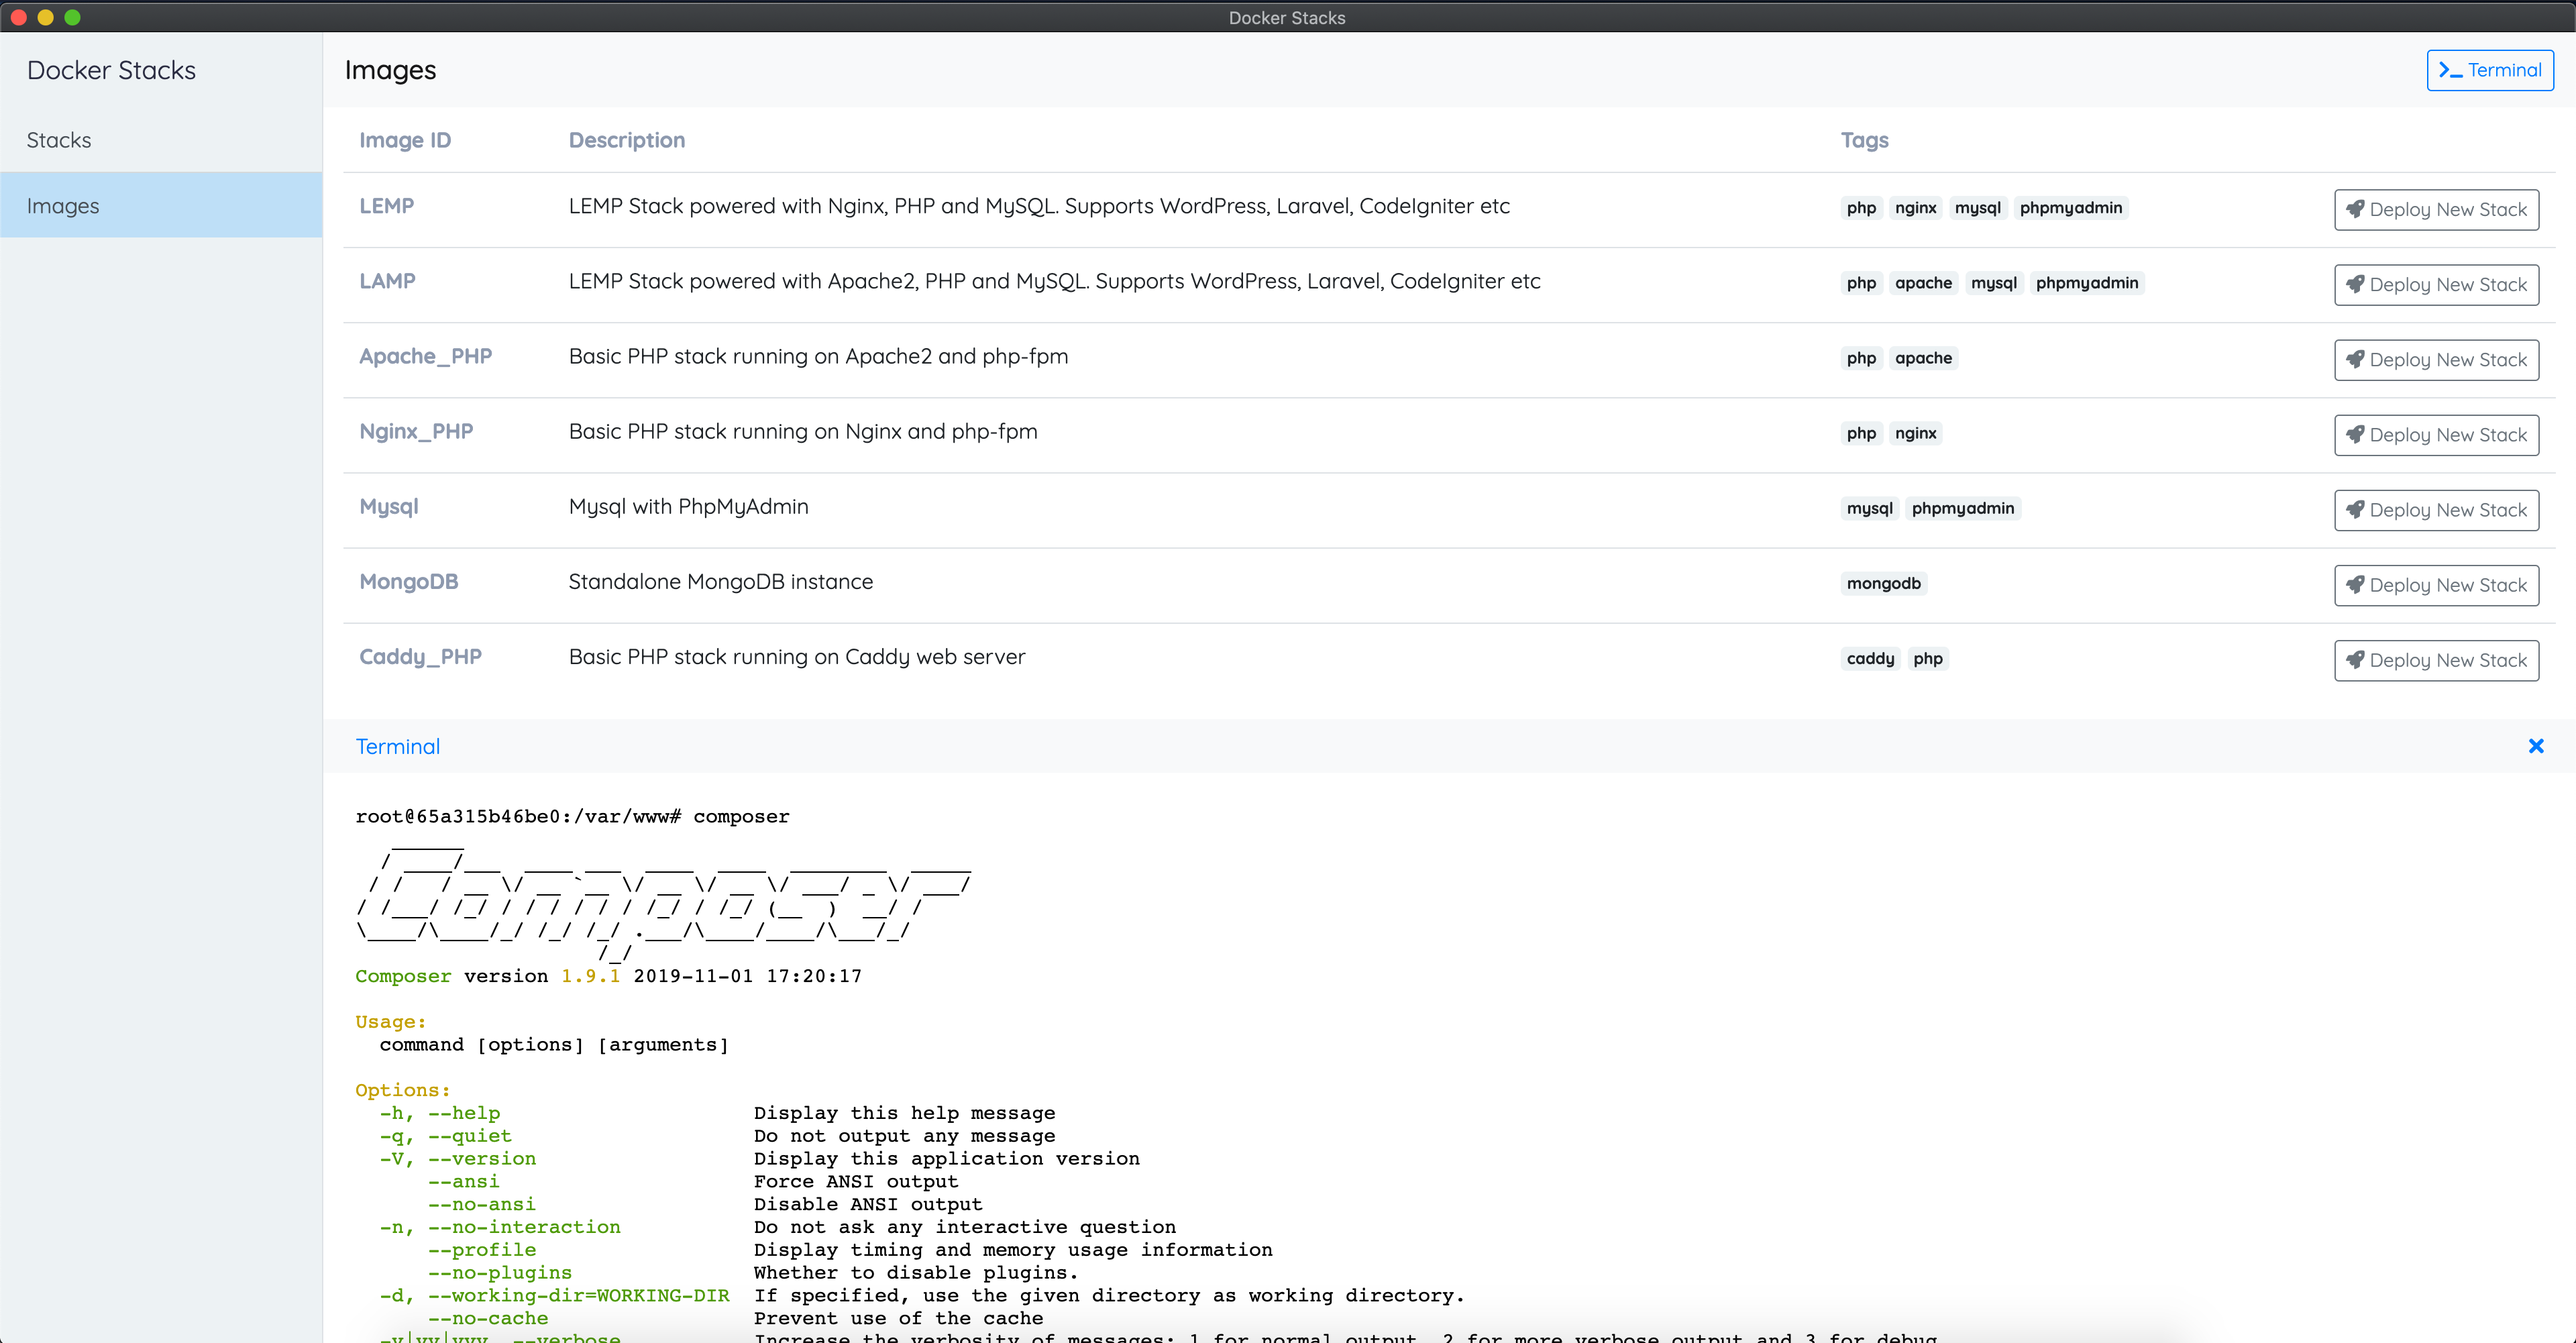 Docker Stacks
Docker Stacks
Stacks
Images
Images
Terminal
Image ID Description Tags
LEMP LEMP Stack powered with Nginx, PHP and MySQL. Supports WordPress, Laravel, CodeIgniter etc php nginx mysql phpmyadmin Deploy New Stack
LAMP LEMP Stack powered with Apache2, PHP and MySQL. Supports WordPress, Laravel, CodeIgniter etc php apache mysql phpmyadmin Deploy New Stack
Apache_PHP Basic PHP stack running on Apache2 and php-fpm php apache Deploy New Stack
Nginx_PHP Basic PHP stack running on Nginx and php-fpm php nginx Deploy New Stack
Mysql Mysql with PhpMyAdmin mysql phpmyadmin Deploy New Stack
MongoDB Standalone MongoDB instance mongodb Deploy New Stack
Caddy_PHP Basic PHP stack running on Caddy web server caddy php Deploy New Stack
Terminal
root@65a315b46be0:/var/www# composer
Composer
Composer version 1.9.1 2019-11-01 17:20:17
Usage:
command [options] [arguments]
Options:
-h, --help Display this help message
-q, --quiet Do not output any message
-V, --version Display this application version
--ansi Force ANSI output
--no-ansi Disable ANSI output
-n, --no-interaction Do not ask any interactive question
--profile Display timing and memory usage information
--no-plugins Whether to disable plugins.
-d, --working-dir=WORKING-DIR If specified, use the given directory as working directory.
--no-cache Prevent use of the cache
-v|vv|vvv, --verbose Increase the verbosity of messages: 1 for normal output, 2 for more verbose output and 3 for debug